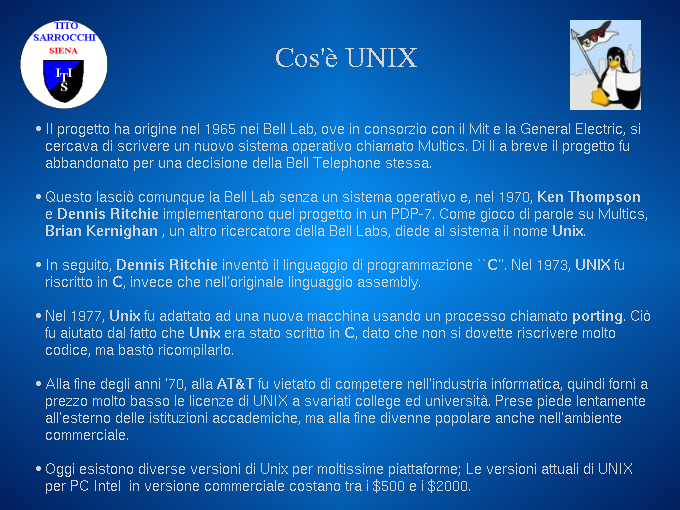 TITO
SARROCCHI
SIENA
I T I
S
Cos'è UNIX
• Il progetto ha origine nel 1965 nei Bell Lab, ove in consorzio con il Mit e la General Electric, si
cercava di scrivere un nuovo sistema operativo chiamato Multics. Di li a breve il progetto fu
abbandonato per una decisione della Bell Telephone stessa.
• Questo lasciò comunque la Bell Lab senza un sistema operativo e, nel 1970, Ken Thompson
e Dennis Ritchie implementarono quel progetto in un PDP-7. Come gioco di parole su Multics,
Brian Kernighan , un altro ricercatore della Bell Labs, diede al sistema il nome Unix.
• In seguito, Dennis Ritchie inventò il linguaggio di programmazione ``C''. Nel 1973, UNIX fu
riscritto in C, invece che nell'originale linguaggio assembly.
• Nel 1977, Unix fu adattato ad una nuova macchina usando un processo chiamato porting. Ciò
fu aiutato dal fatto che Unix era stato scritto in C, dato che non si dovette riscrivere molto
codice, ma bastò ricompilarlo.
• Alla fine degli anni '70, alla AT&T fu vietato di competere nell'industria informatica, quindi fornì a
prezzo molto basso le licenze di UNIX a svariati college ed università. Prese piede lentamente
all'esterno delle istituzioni accademiche, ma alla fine divenne popolare anche nell'ambiente
commerciale.
• Oggi esistono diverse versioni di Unix per moltissime piattaforme; Le versioni attuali di UNIX
per PC Intel in versione commerciale costano tra i $500 e i $2000.